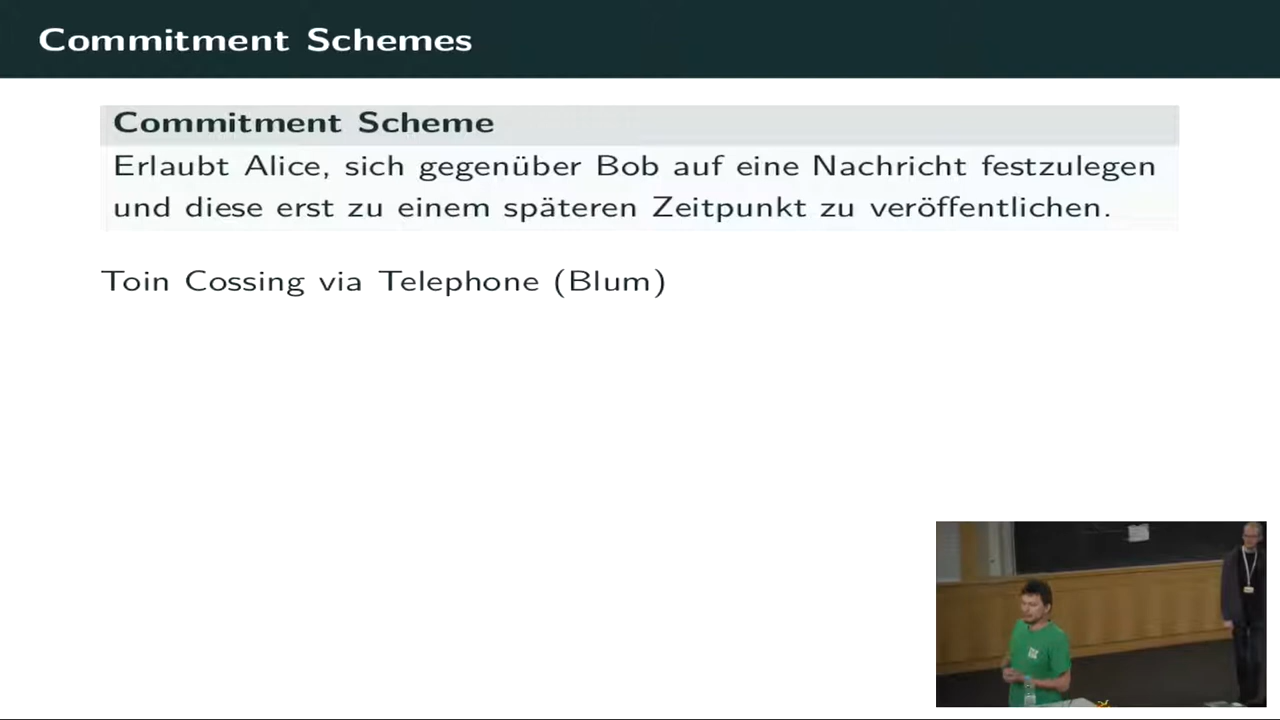 Commitment Schemes
Commitment Scheme
Erlaubt Alice, sich gegenüber Bob auf eine Nachricht festzulegen
und diese erst zu einem späteren Zeitpunkt zu veröffentlichen.
Toin Cossing via Telephone (Blum)